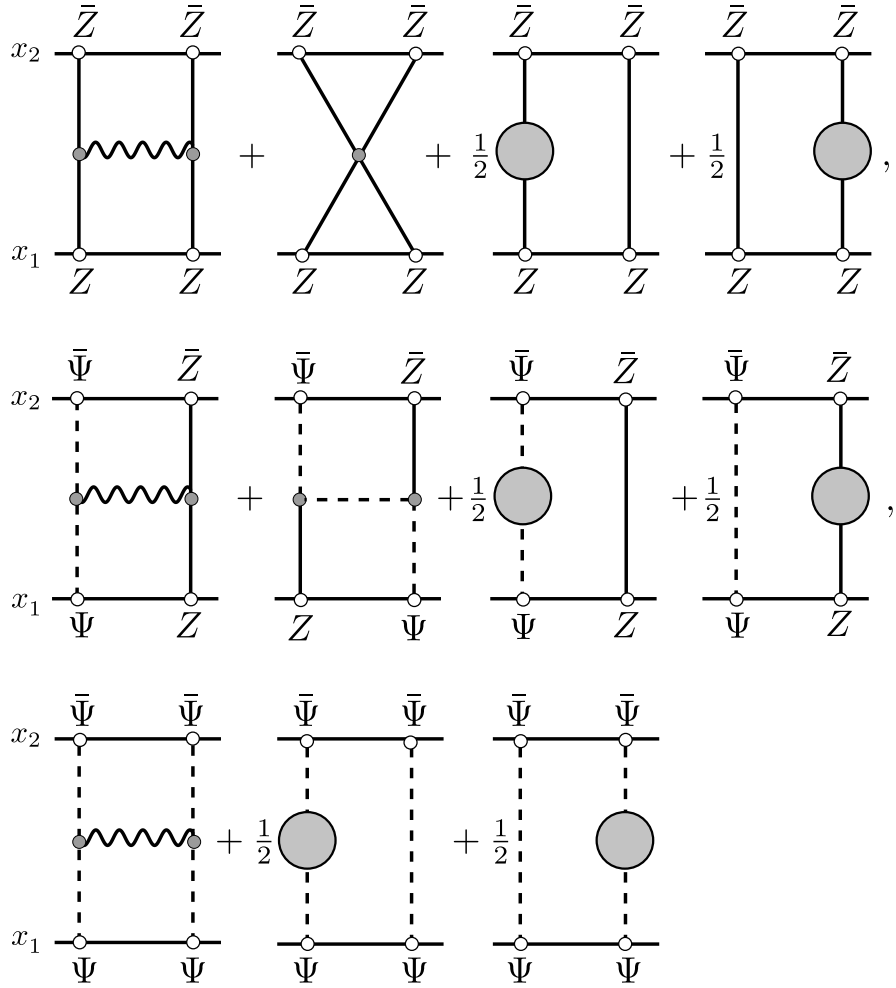 Z̄ Z̄ Z̄ Z̄ Z̄ Z̄ Z̄ Z̄
x₂
+ + 1/2 + 1/2 ,
x₁
Z Z Z Z Z Z Z Z
Ψ̄ Z̄ Ψ̄ Z̄ Ψ̄ Z̄ Ψ̄ Z̄
x₂
+ + 1/2 + 1/2 ,
x₁
Ψ Z Z Ψ Ψ Z Ψ Z
Ψ̄ Ψ̄ Ψ̄ Ψ̄ Ψ̄ Ψ̄
x₂
+ 1/2 + 1/2
x₁
Ψ Ψ Ψ Ψ Ψ Ψ